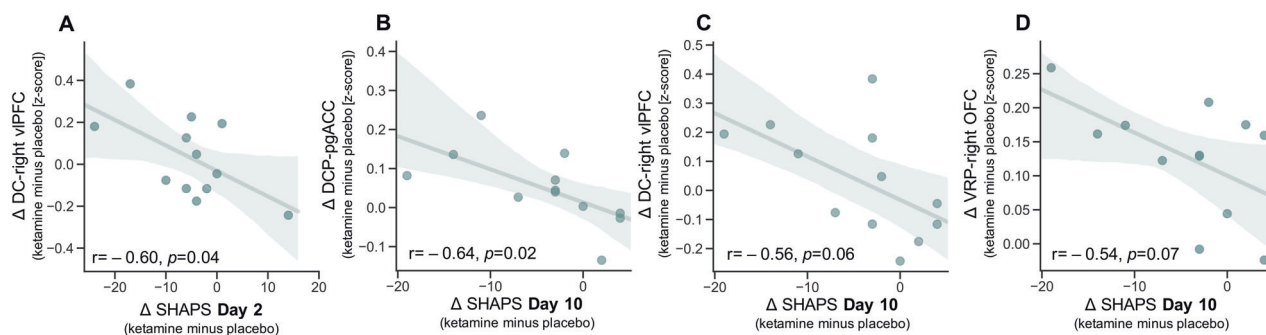 A
Δ DC-right vlPFC
(ketamine minus placebo [z-score])
0.4
0.2
0.0
−0.2
−0.4
r= − 0.60, p=0.04
−20
−10
0
10
20
Δ SHAPS Day 2
(ketamine minus placebo)
B
Δ DCP-pgACC
(ketamine minus placebo [z-score])
0.4
0.3
0.2
0.1
0.0
−0.1
r= − 0.64, p=0.02
−20
−10
0
Δ SHAPS Day 10
(ketamine minus placebo)
C
Δ DC-right vlPFC
(ketamine minus placebo [z-score])
0.5
0.4
0.3
0.2
0.1
0.0
−0.1
−0.2
r= − 0.56, p=0.06
−20
−10
0
Δ SHAPS Day 10
(ketamine minus placebo)
D
Δ VRP-right OFC
(ketamine minus placebo [z-score])
0.25
0.20
0.15
0.10
0.05
0.00
r= − 0.54, p=0.07
−20
−10
0
Δ SHAPS Day 10
(ketamine minus placebo)